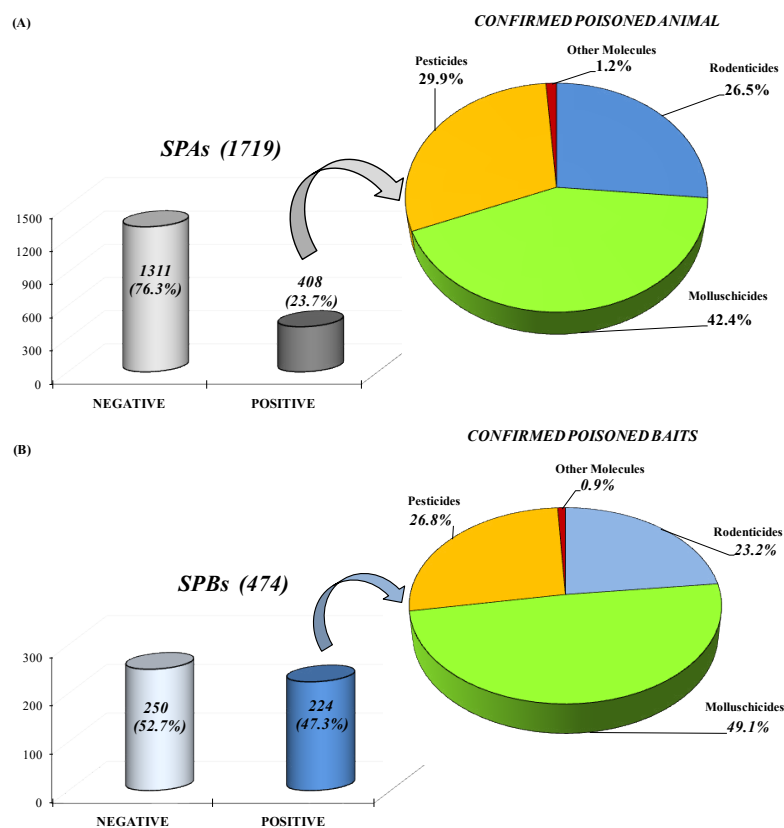 (A)
CONFIRMED POISONED ANIMAL
Other Molecules
1.2%
Pesticides
29.9%
Rodenticides
26.5%
SPAs (1719)
1500
1200
900
600
300
0
1311
(76.3%)
408
(23.7%)
Molluschicides
42.4%
NEGATIVE
POSITIVE
(B)
CONFIRMED POISONED BAITS
Other Molecules
0.9%
Pesticides
26.8%
Rodenticides
23.2%
SPBs (474)
300
200
100
0
250
(52.7%)
224
(47.3%)
Molluschicides
49.1%
NEGATIVE
POSITIVE